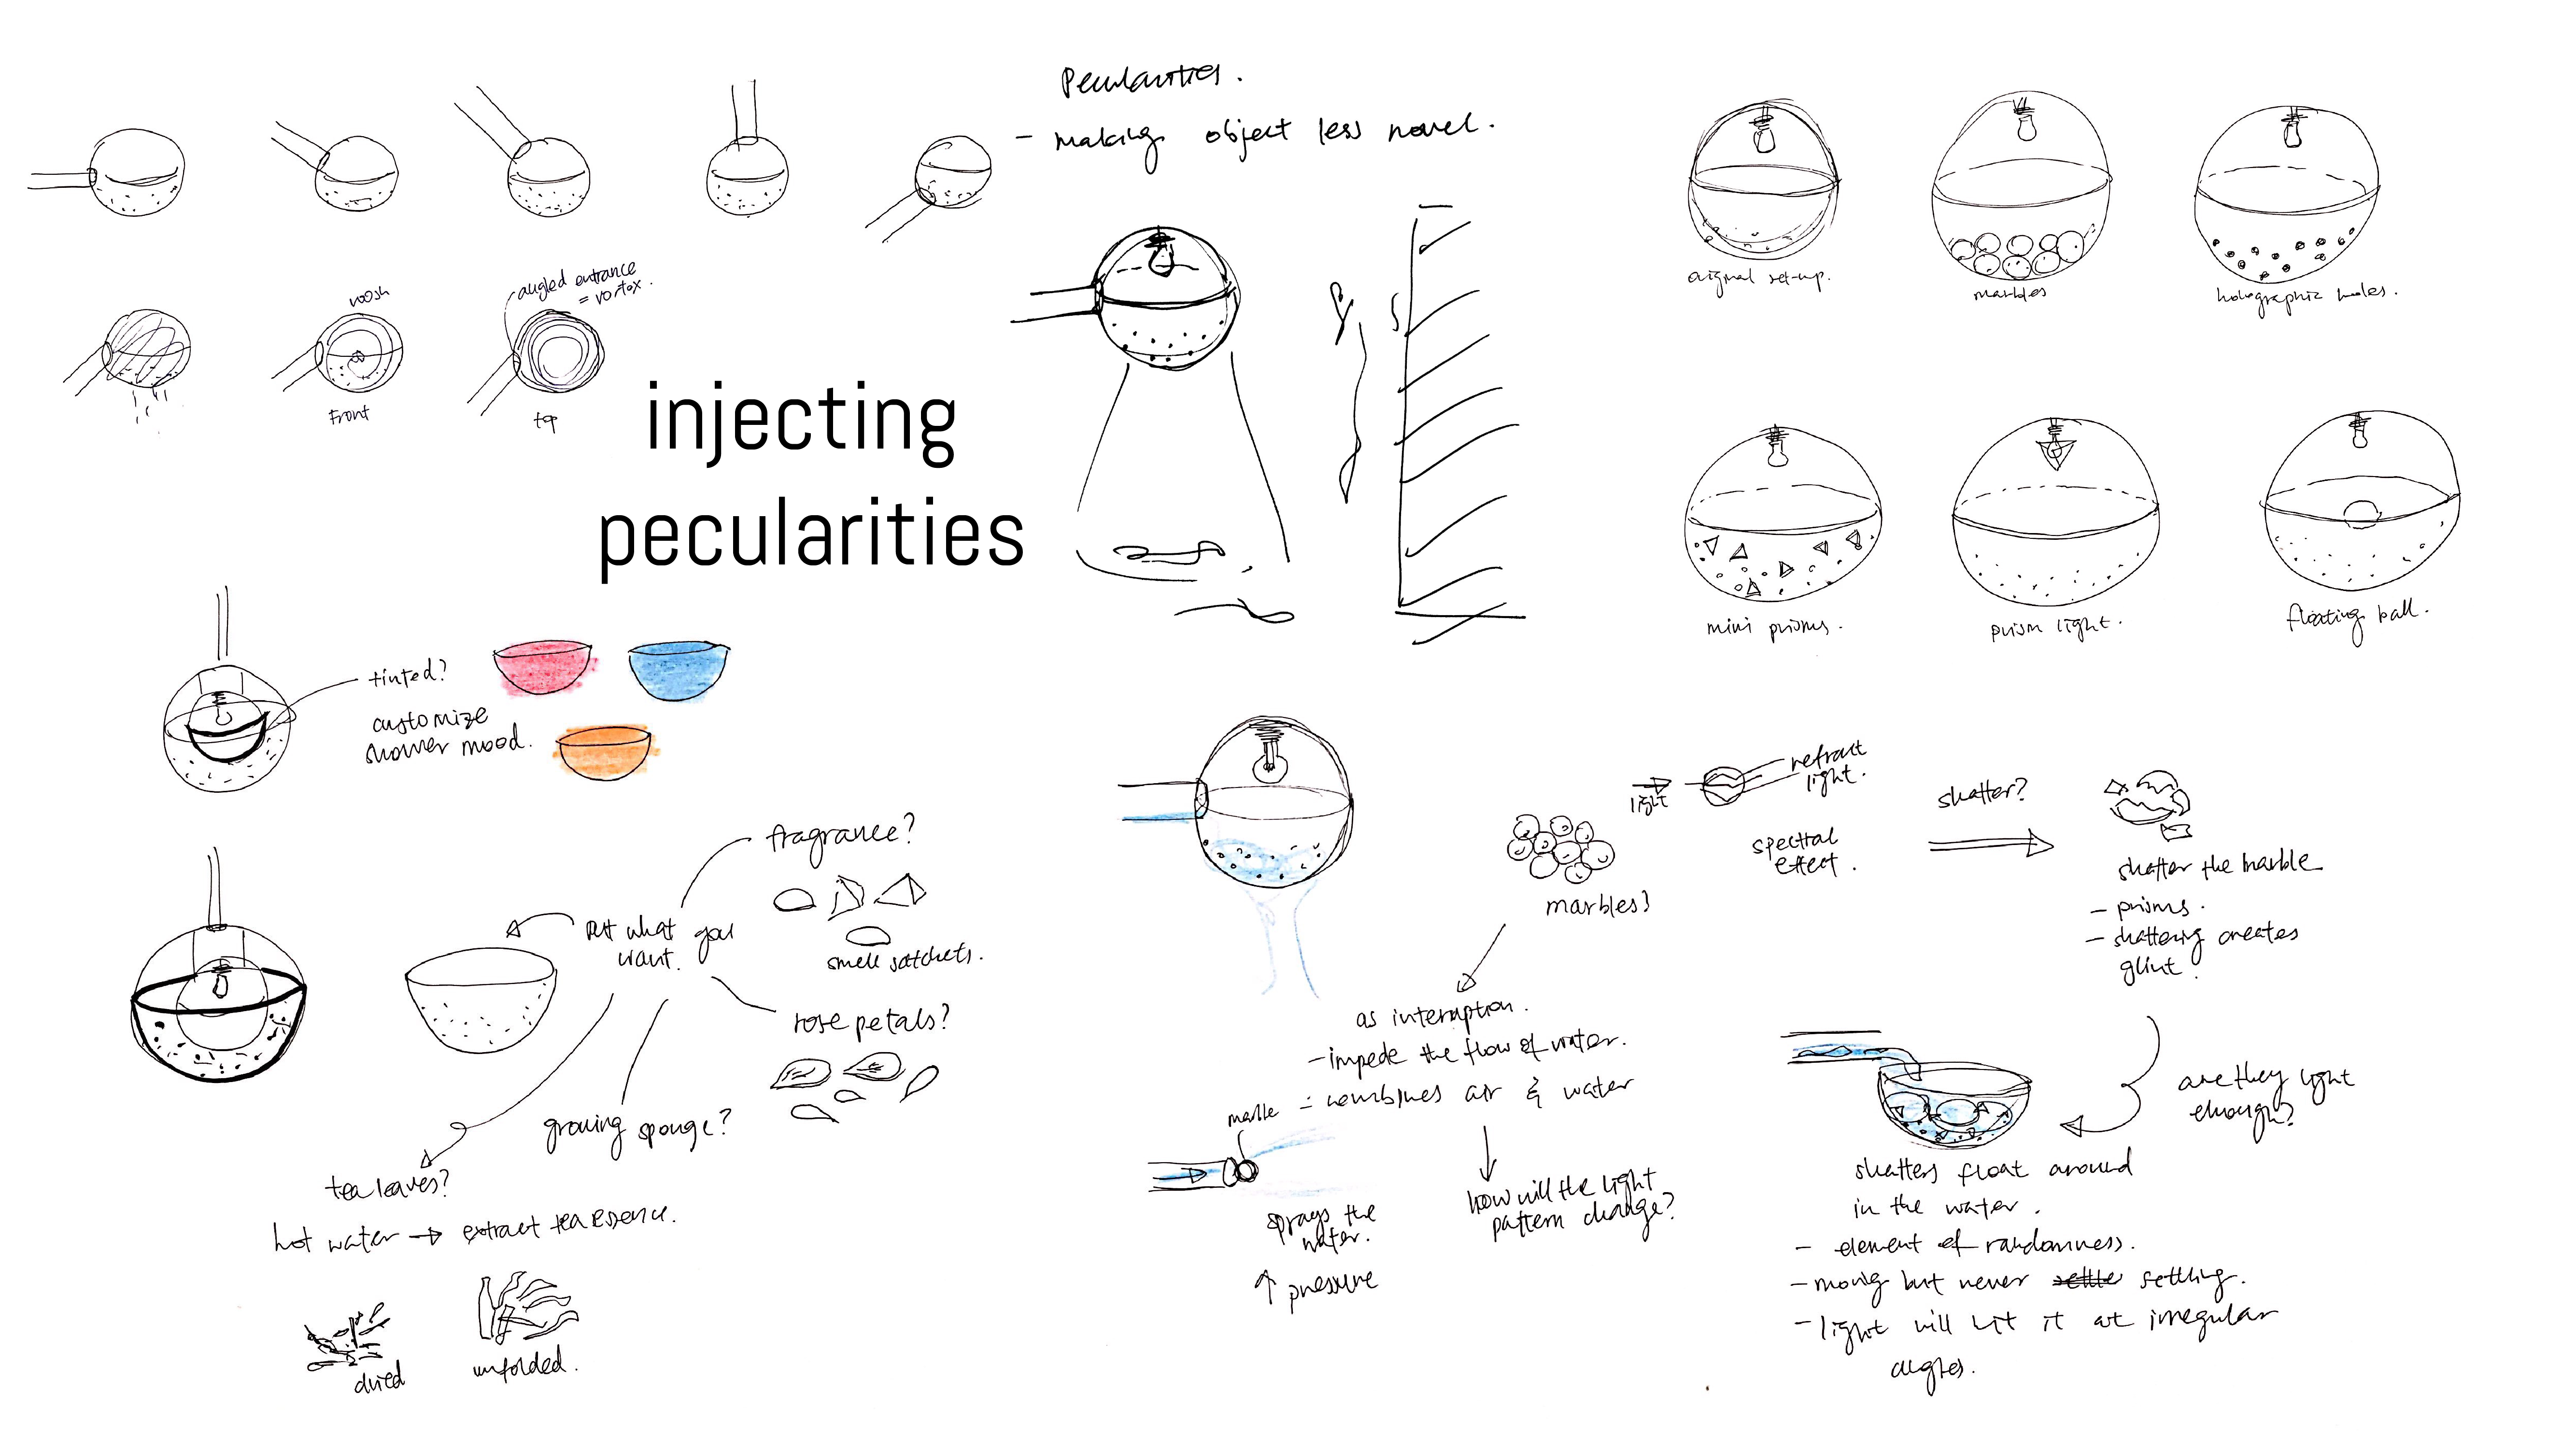 Pecularities.
- making object less novel.
voosh
angled entrance
= vortex.
Front
top
injecting
pecularities
original set-up.
marbles
holographic holes.
mini prisms.
prism light.
floating ball.
tinted?
customize
shower mood.
fragrance?
smell satchets.
put what you
want.
rose petals?
growing sponge?
tea leaves?
hot water → extract tea essence.
dried
unfolded.
marbles?
light
refract
light.
spectral
effect.
shatter?
shatter the marble
- prisms.
- shattering creates
glint.
as interruption.
- impede the flow of water.
= combines air & water
marble
sprays the
water.
↑ pressure
how will the light
pattern change?
are they light
enough?
shatters float around
in the water.
- element of randomness.
- moving but never settle settling.
- light will hit it at irregular
angles.